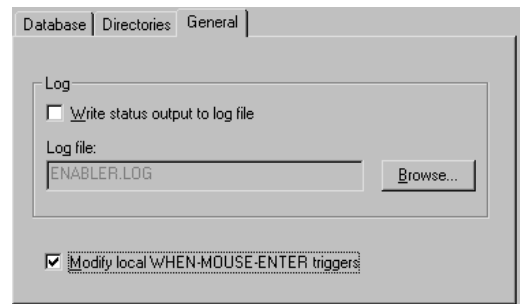 Database Directories General
Log
Write status output to log file
Log file:
ENABLER.LOG
Browse...
Modify local WHEN-MOUSE-ENTER triggers